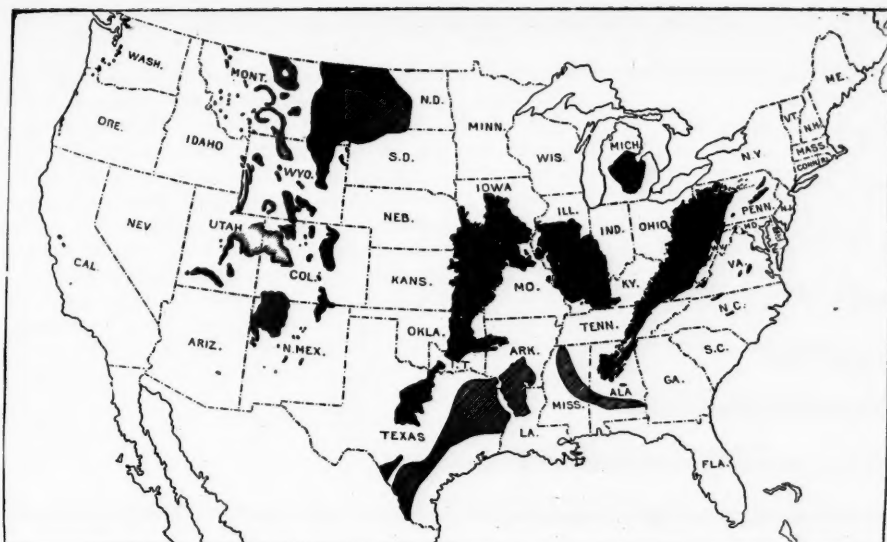 WASH.
MONT.
N.D.
MINN.
ME.
VT.
N.H.
ORE.
IDAHO
S.D.
WIS.
MICH.
N.Y.
MASS.
CONN.
WYO.
IOWA
NEB.
NEV
UTAH
ILL.
IND.
OHIO
PENN.
N.J.
MD.
CAL.
COL.
KANS.
MO.
KY.
VA.
ARIZ.
N.MEX.
OKLA.
ARK.
TENN.
N.C.
S.C.
TEXAS
LA.
MISS.
ALA
GA.
FLA.